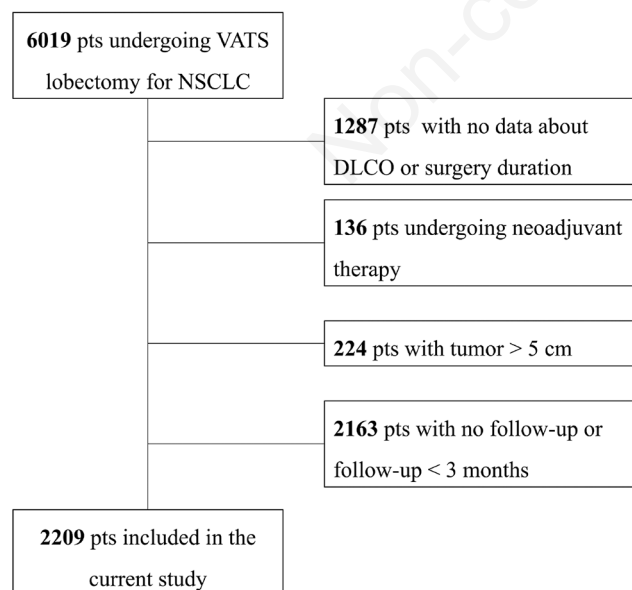 6019 pts undergoing VATS
lobectomy for NSCLC
1287 pts with no data about
DLCO or surgery duration
136 pts undergoing neoadjuvant
therapy
224 pts with tumor > 5 cm
2163 pts with no follow-up or
follow-up < 3 months
2209 pts included in the
current study
Non-co